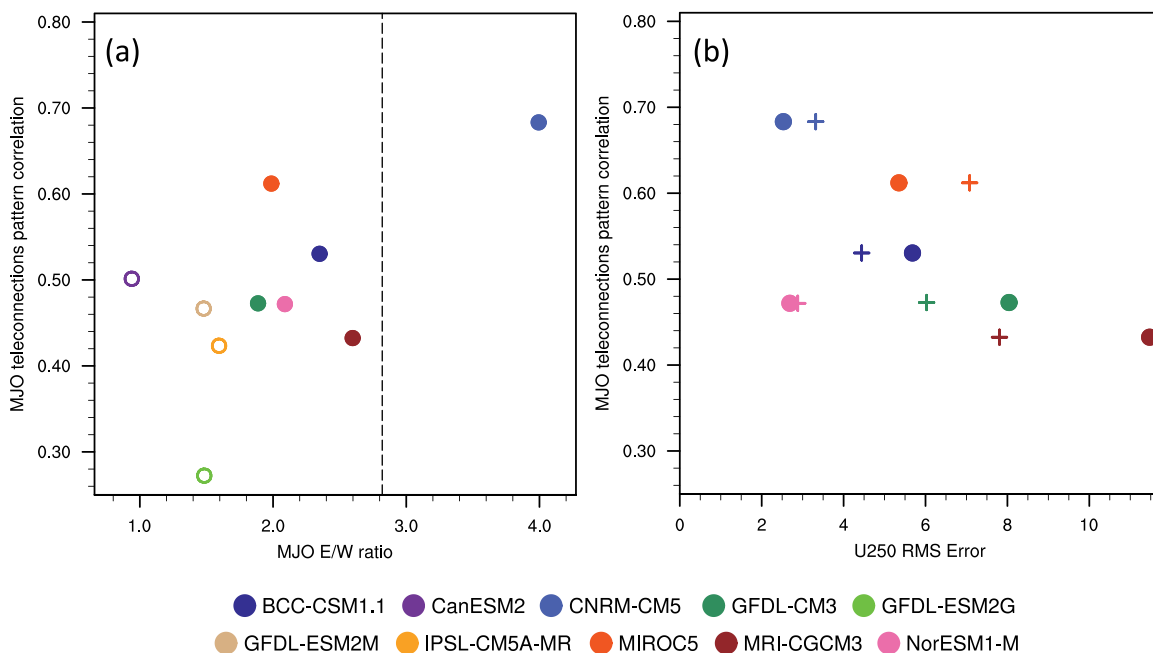 (a)
MJO teleconnections pattern correlation
0.80
0.70
0.60
0.50
0.40
0.30
1.0 2.0 3.0 4.0
MJO E/W ratio
(b)
MJO teleconnections pattern correlation
0.80
0.70
0.60
0.50
0.40
0.30
0 2 4 6 8 10
U250 RMS Error
BCC-CSM1.1 CanESM2 CNRM-CM5 GFDL-CM3 GFDL-ESM2G
GFDL-ESM2M IPSL-CM5A-MR MIROC5 MRI-CGCM3 NorESM1-M